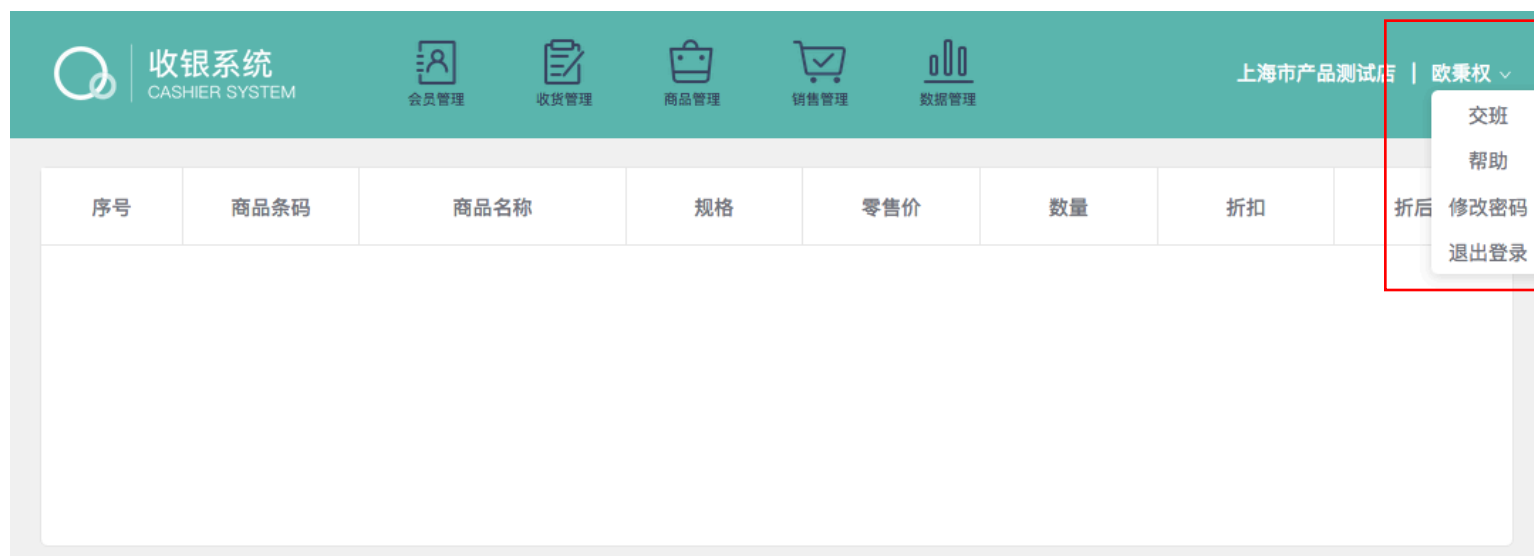 收银系统
CASHIER SYSTEM
会员管理
收货管理
商品管理
销售管理
数据管理
上海市产品测试店 | 欧秉权
交班
帮助
修改密码
退出登录
序号 商品条码 商品名称 规格 零售价 数量 折扣 折后